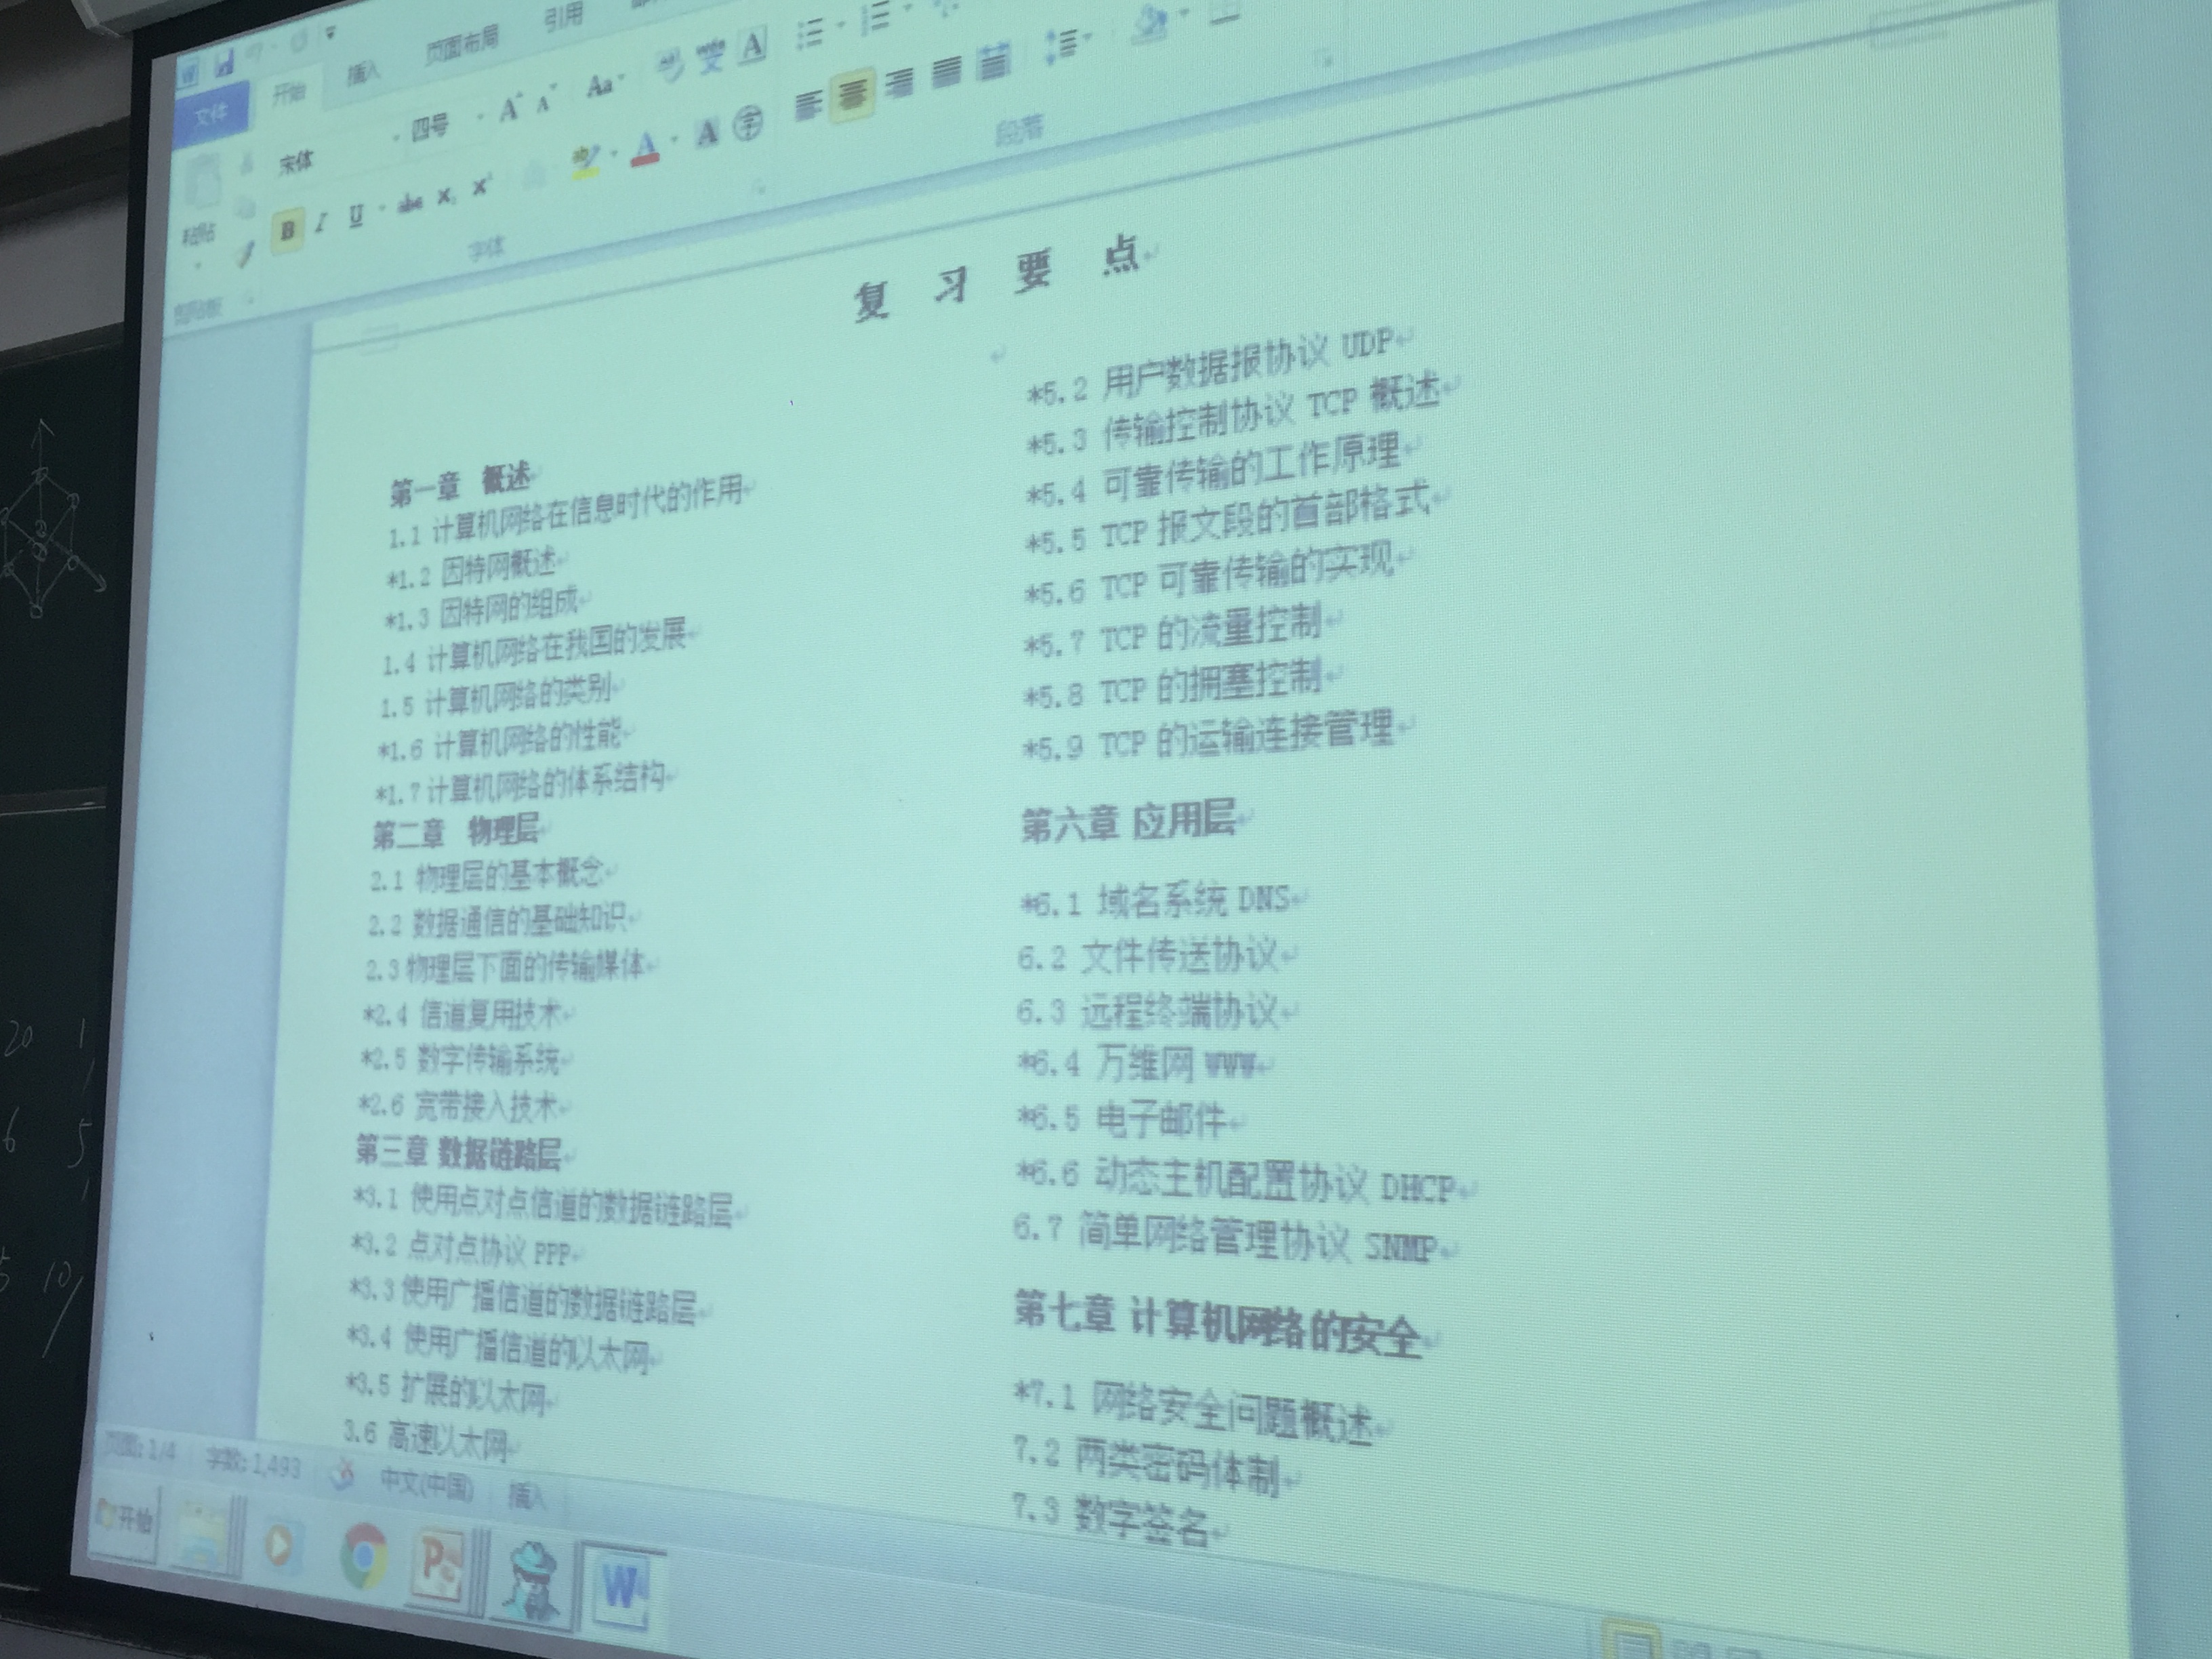 文件
开始
插入
页面布局
引用
宋体
四号
Aa
粘贴
B I U abc
剪贴板
字体
段落
复 习 要 点
第一章 概述
1.1 计算机网络在信息时代的作用
*1.2 因特网概述
*1.3 因特网的组成
1.4 计算机网络在我国的发展
1.5 计算机网络的类别
*1.6 计算机网络的性能
*1.7计算机网络的体系结构
第二章 物理层
2.1 物理层的基本概念
2.2 数据通信的基础知识
2.3物理层下面的传输媒体
*2.4 信道复用技术
*2.5 数字传输系统
*2.6 宽带接入技术
第三章 数据链路层
*3.1 使用点对点信道的数据链路层
*3.2 点对点协议 PPP
*3.3使用广播信道的数据链路层
*3.4 使用广播信道的以太网
*3.5 扩展的以太网
3.6 高速以太网
*5.2 用户数据报协议 UDP
*5.3 传输控制协议 TCP 概述
*5.4 可靠传输的工作原理
*5.5 TCP 报文段的首部格式
*5.6 TCP 可靠传输的实现
*5.7 TCP 的流量控制
*5.8 TCP 的拥塞控制
*5.9 TCP 的运输连接管理
第六章 应用层
*6.1 域名系统 DNS
6.2 文件传送协议
6.3 远程终端协议
*6.4 万维网 WWW
*6.5 电子邮件
*6.6 动态主机配置协议 DHCP
6.7 简单网络管理协议 SNMP
第七章 计算机网络的安全
*7.1 网络安全问题概述
7.2 两类密码体制
7.3 数字签名
页面: 1/4 字数: 1,493 中文(中国) 插入
开始
20 1
6 5
5 10